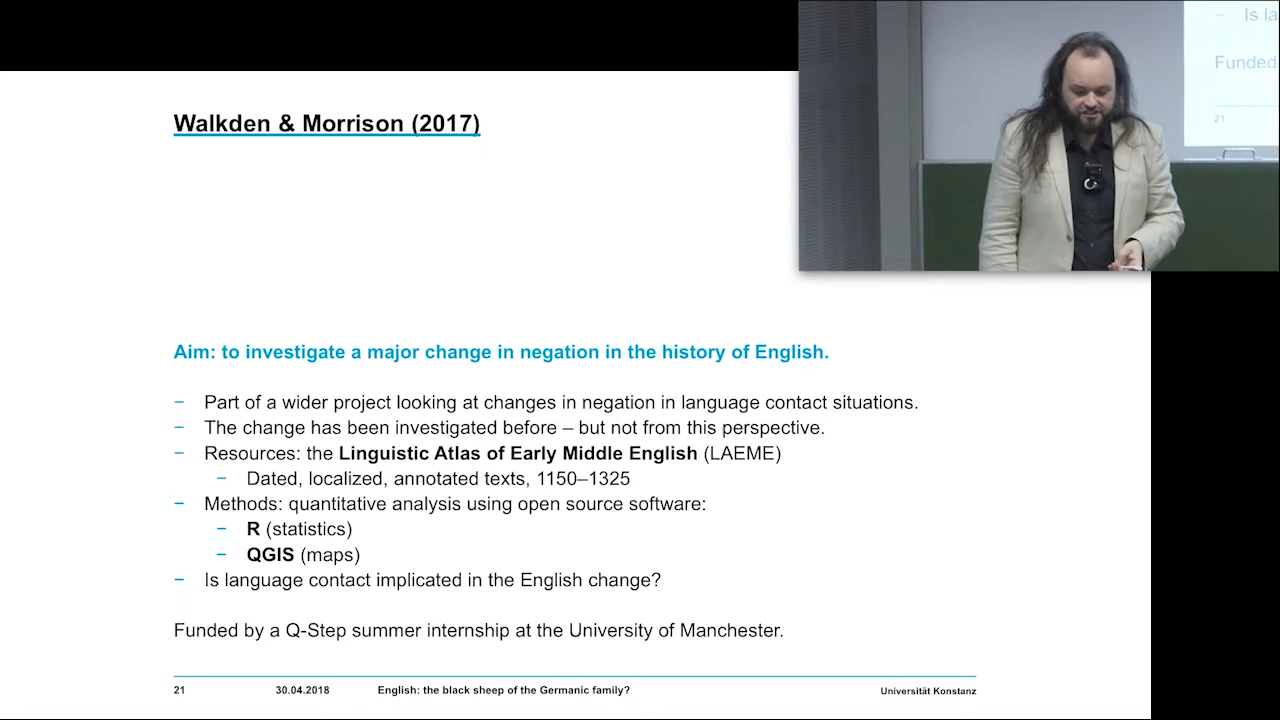 Walkden & Morrison (2017)
Is la
Funded
21
Aim: to investigate a major change in negation in the history of English.
− Part of a wider project looking at changes in negation in language contact situations.
− The change has been investigated before – but not from this perspective.
− Resources: the Linguistic Atlas of Early Middle English (LAEME)
− Dated, localized, annotated texts, 1150–1325
− Methods: quantitative analysis using open source software:
− R (statistics)
− QGIS (maps)
− Is language contact implicated in the English change?
Funded by a Q-Step summer internship at the University of Manchester.
21 30.04.2018 English: the black sheep of the Germanic family? Universität Konstanz